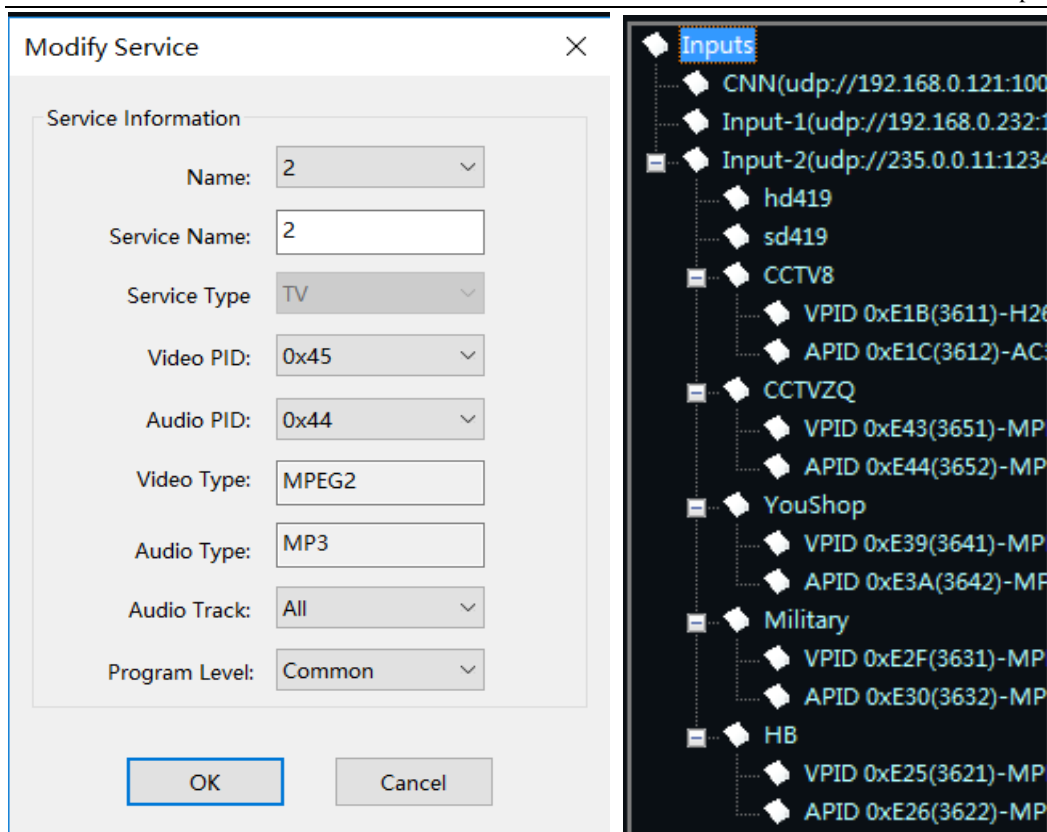 Modify Service
Service Information
Name: 2
Service Name: 2
Service Type TV
Video PID: 0x45
Audio PID: 0x44
Video Type: MPEG2
Audio Type: MP3
Audio Track: All
Program Level: Common
OK Cancel
Inputs
CNN(udp://192.168.0.121:100
Input-1(udp://192.168.0.232:1
Input-2(udp://235.0.0.11:1234
hd419
sd419
CCTV8
VPID 0xE1B(3611)-H26
APID 0xE1C(3612)-AC3
CCTVZQ
VPID 0xE43(3651)-MP
APID 0xE44(3652)-MP
YouShop
VPID 0xE39(3641)-MP
APID 0xE3A(3642)-MP
Military
VPID 0xE2F(3631)-MP
APID 0xE30(3632)-MP
HB
VPID 0xE25(3621)-MP
APID 0xE26(3622)-MP